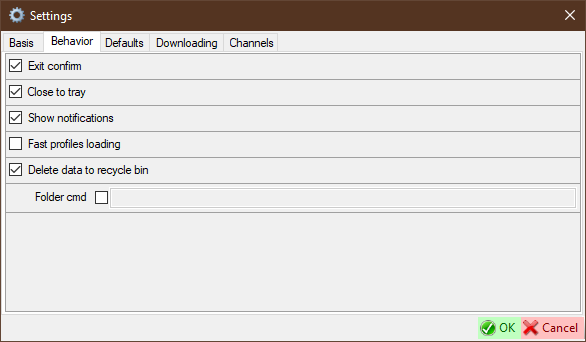 Settings
Basis Behavior Defaults Downloading Channels
Exit confirm
Close to tray
Show notifications
Fast profiles loading
Delete data to recycle bin
Folder cmd
OK Cancel